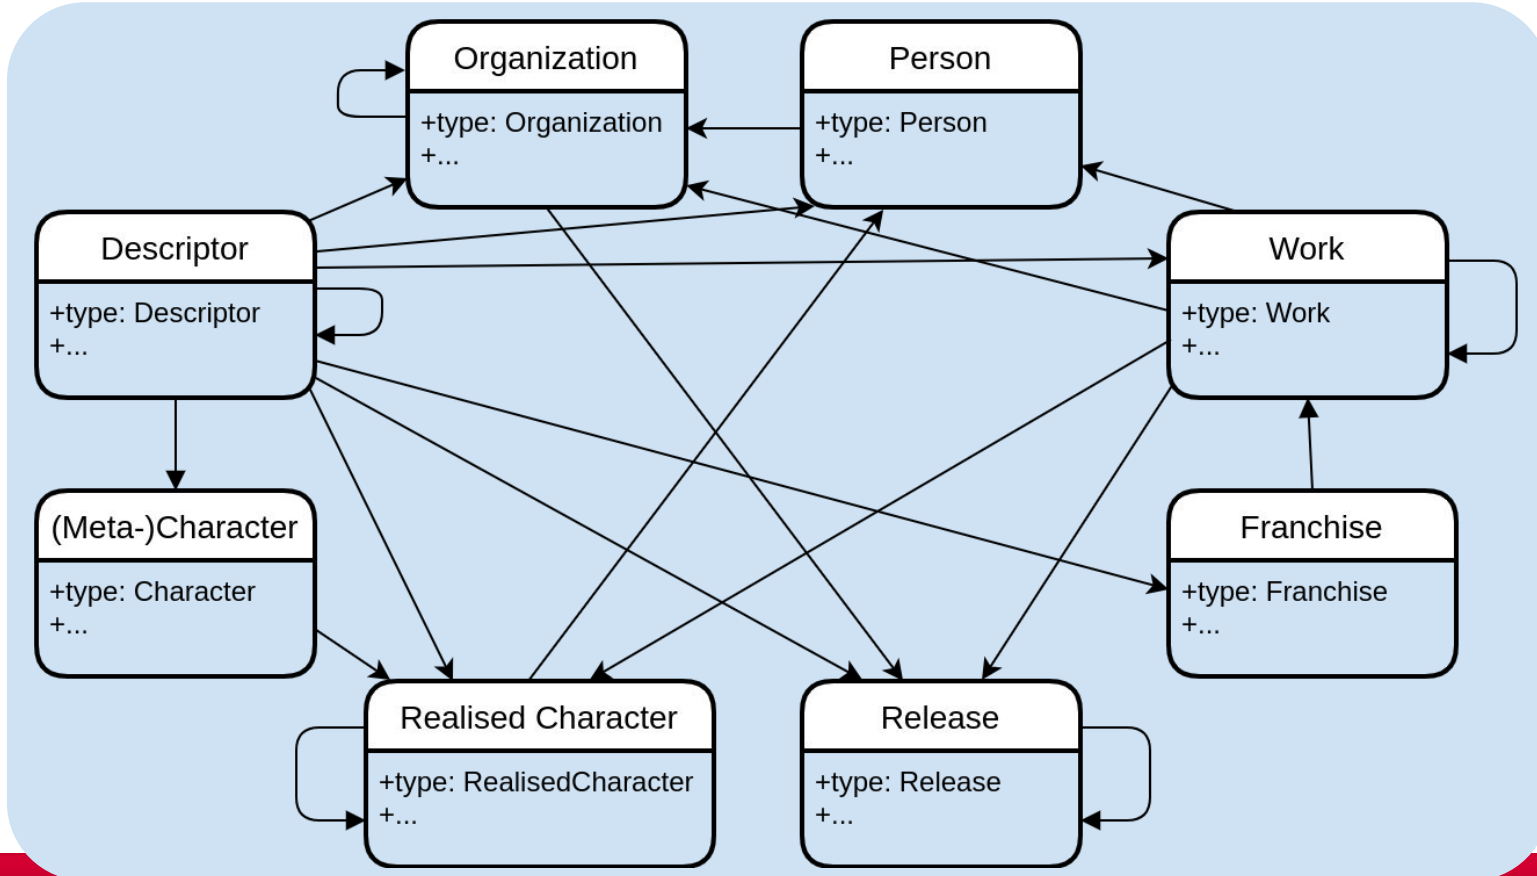 Organization
+type: Organization
+...
Person
+type: Person
+...
Descriptor
+type: Descriptor
+...
Work
+type: Work
+...
(Meta-)Character
+type: Character
+...
Franchise
+type: Franchise
+...
Realised Character
+type: RealisedCharacter
+...
Release
+type: Release
+...